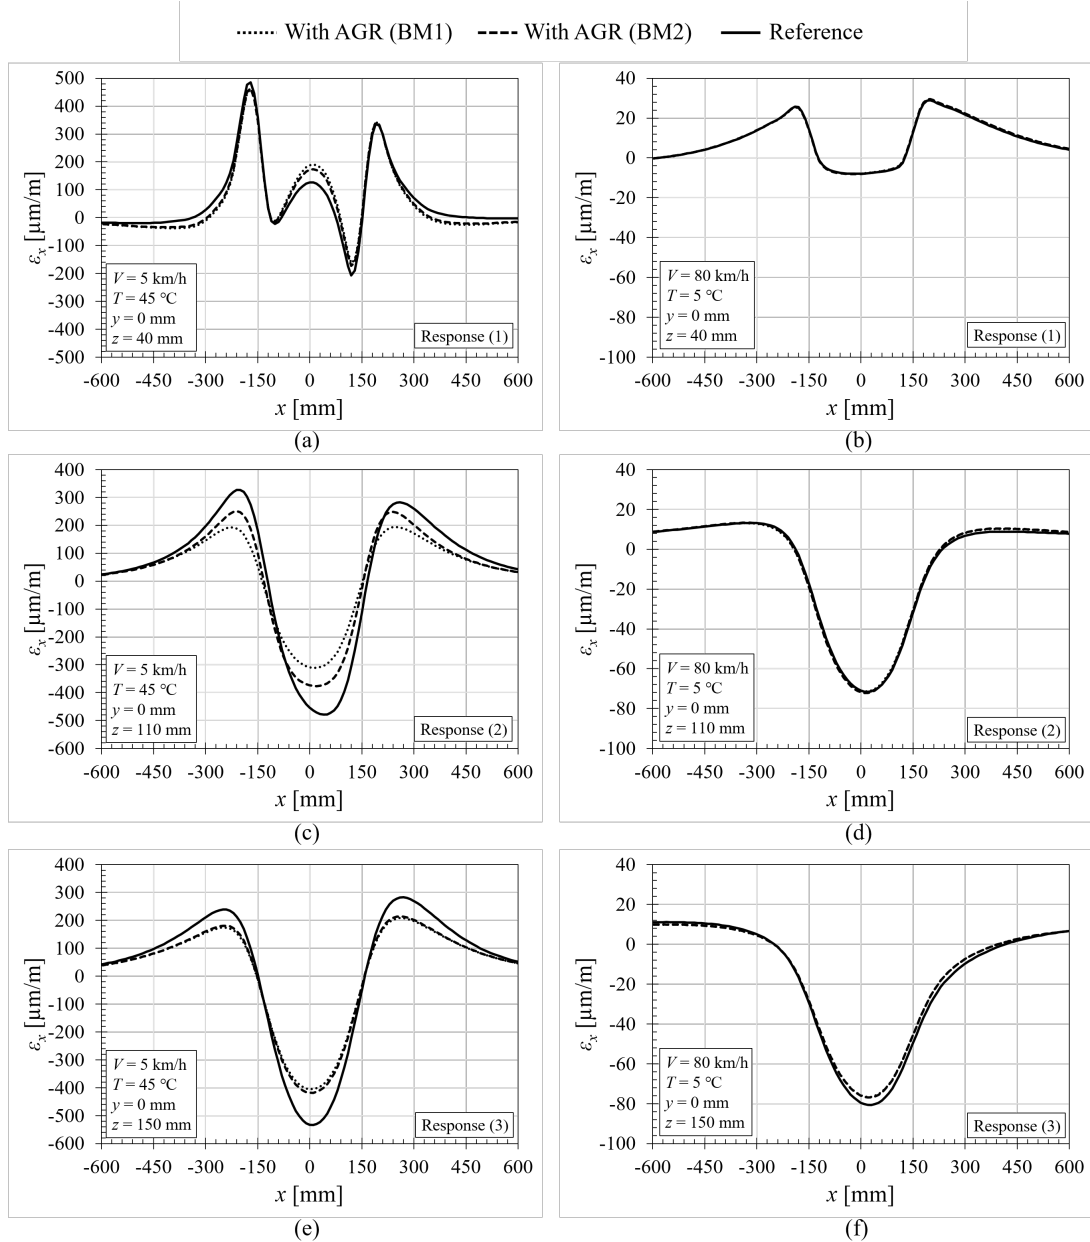 With AGR (BM1) With AGR (BM2) Reference
500
400
300
200
100
0
-100
-200
-300
-400
-500
εx [µm/m]
V = 5 km/h
T = 45 °C
y = 0 mm
z = 40 mm
Response (1)
-600 -450 -300 -150 0 150 300 450 600
x [mm]
(a)
40
20
0
-20
-40
-60
-80
-100
εx [µm/m]
V = 80 km/h
T = 5 °C
y = 0 mm
z = 40 mm
Response (1)
-600 -450 -300 -150 0 150 300 450 600
x [mm]
(b)
400
300
200
100
0
-100
-200
-300
-400
-500
-600
εx [µm/m]
V = 5 km/h
T = 45 °C
y = 0 mm
z = 110 mm
Response (2)
-600 -450 -300 -150 0 150 300 450 600
x [mm]
(c)
40
20
0
-20
-40
-60
-80
-100
εx [µm/m]
V = 80 km/h
T = 5 °C
y = 0 mm
z = 110 mm
Response (2)
-600 -450 -300 -150 0 150 300 450 600
x [mm]
(d)
400
300
200
100
0
-100
-200
-300
-400
-500
-600
εx [µm/m]
V = 5 km/h
T = 45 °C
y = 0 mm
z = 150 mm
Response (3)
-600 -450 -300 -150 0 150 300 450 600
x [mm]
(e)
40
20
0
-20
-40
-60
-80
-100
εx [µm/m]
V = 80 km/h
T = 5 °C
y = 0 mm
z = 150 mm
Response (3)
-600 -450 -300 -150 0 150 300 450 600
x [mm]
(f)